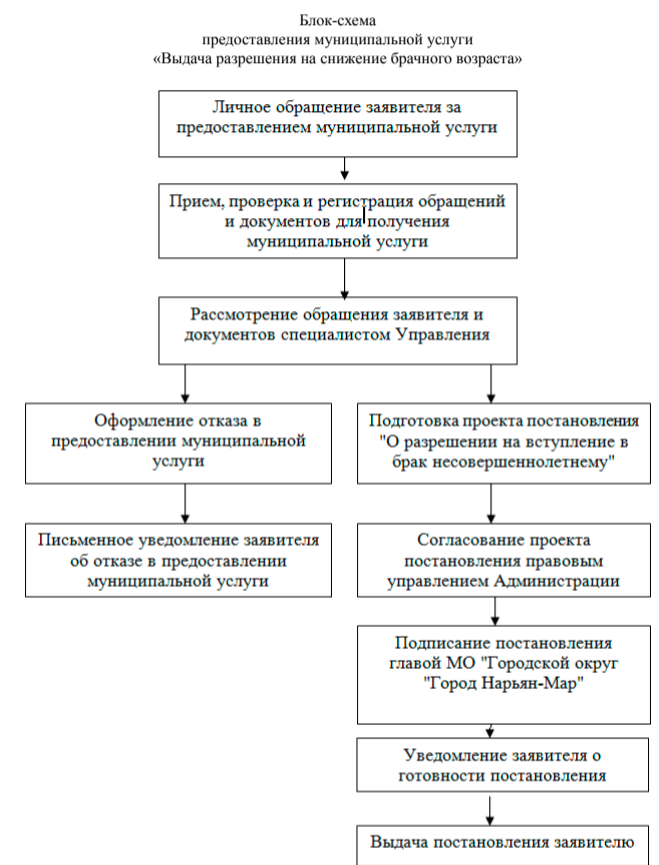 Блок-схема
предоставления муниципальной услуги
«Выдача разрешения на снижение брачного возраста»
Личное обращение заявителя за
предоставлением муниципальной услуги
Прием, проверка и регистрация обращений
и документов для получения
муниципальной услуги
Рассмотрение обращения заявителя и
документов специалистом Управления
Оформление отказа в
предоставлении муниципальной
услуги
Письменное уведомление заявителя
об отказе в предоставлении
муниципальной услуги
Подготовка проекта постановления
"О разрешении на вступление в
брак несовершеннолетнему"
Согласование проекта
постановления правовым
управлением Администрации
Подписание постановления
главой МО "Городской округ
"Город Нарьян-Мар"
Уведомление заявителя о
готовности постановления
Выдача постановления заявителю